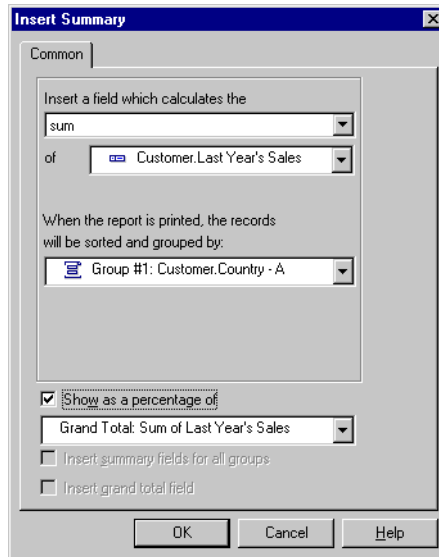 Insert Summary
Common
Insert a field which calculates the
sum
of Customer.Last Year's Sales
When the report is printed, the records
will be sorted and grouped by:
Group #1: Customer.Country - A
Show as a percentage of
Grand Total: Sum of Last Year's Sales
Insert summary fields for all groups
Insert grand total field
OK Cancel Help